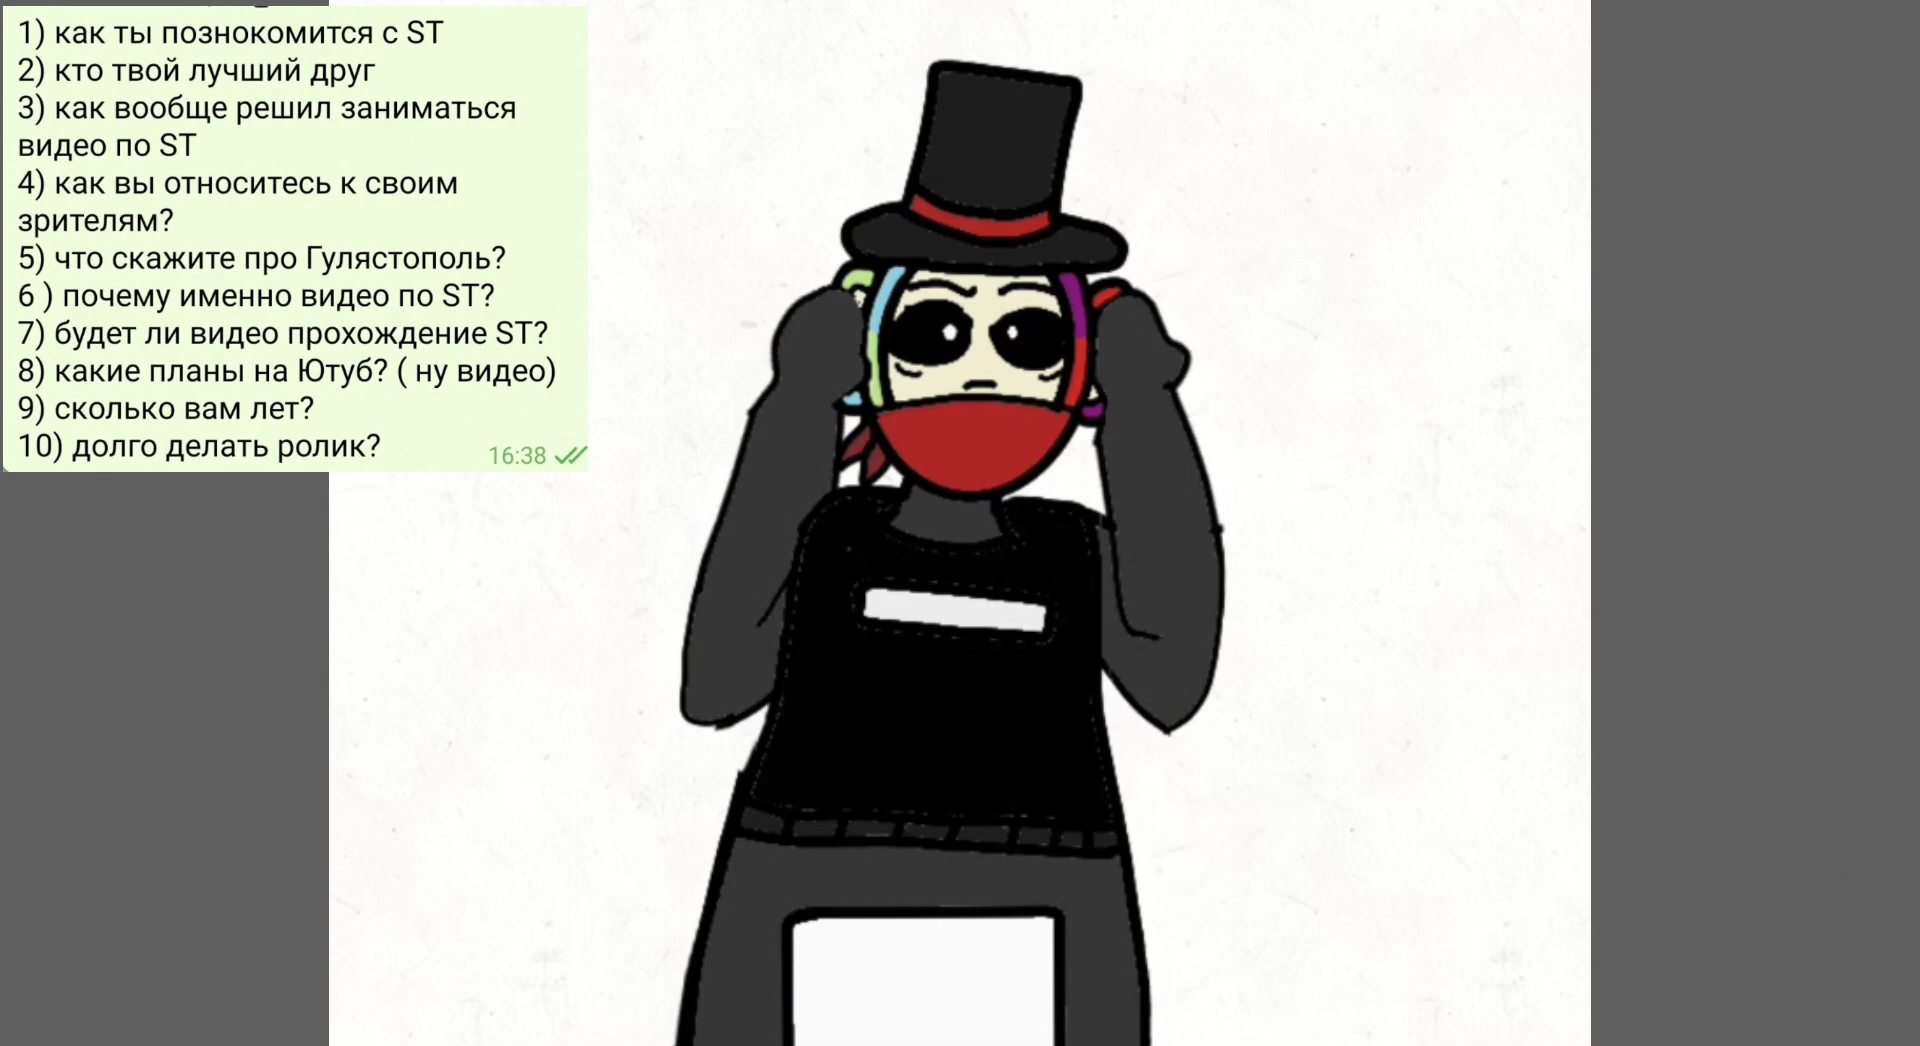 1) как ты познокомится с ST
2) кто твой лучший друг
3) как вообще решил заниматься
видео по ST
4) как вы относитесь к своим
зрителям?
5) что скажите про Гулястополь?
6 ) почему именно видео по ST?
7) будет ли видео прохождение ST?
8) какие планы на Ютуб? ( ну видео)
9) сколько вам лет?
10) долго делать ролик?
16:38